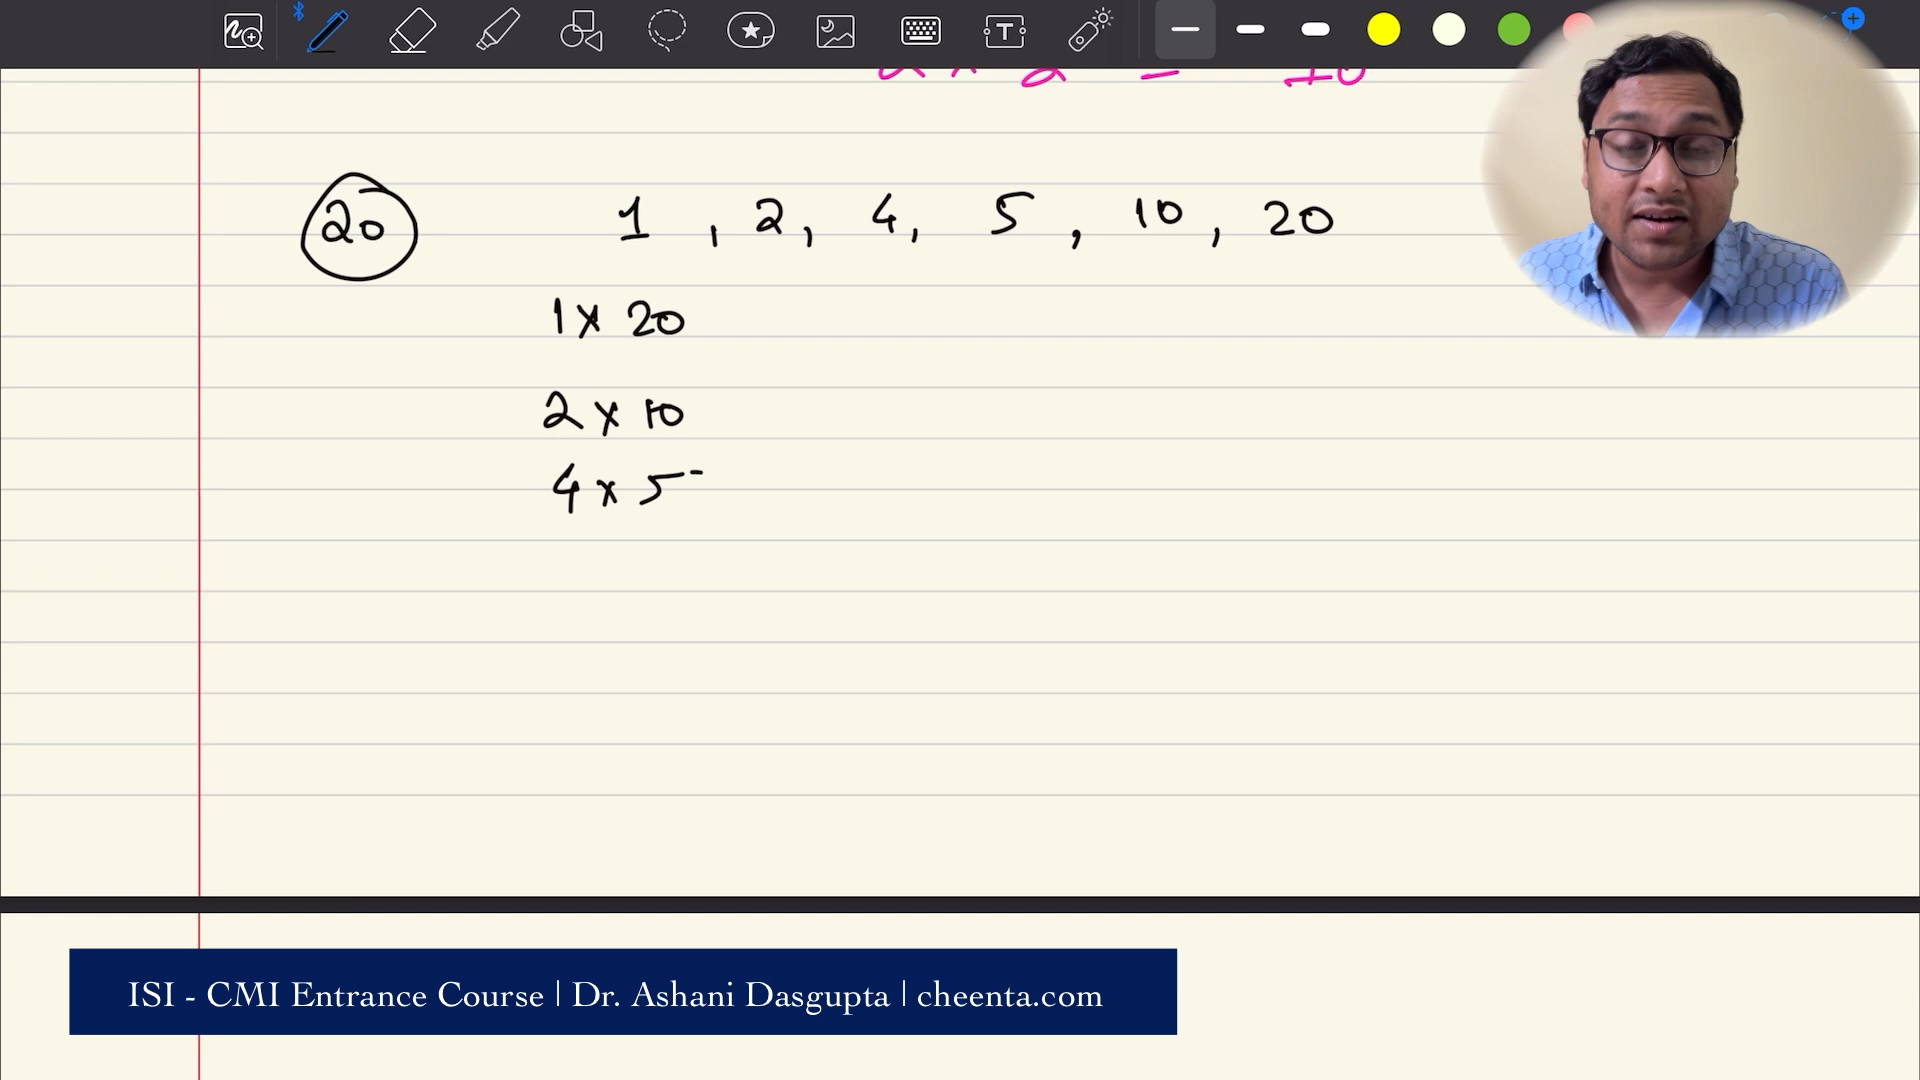 20 1 , 2, 4, 5 , 10 , 20
1 x 20
2 x 10
4 x 5
ISI - CMI Entrance Course | Dr. Ashani Dasgupta | cheenta.com